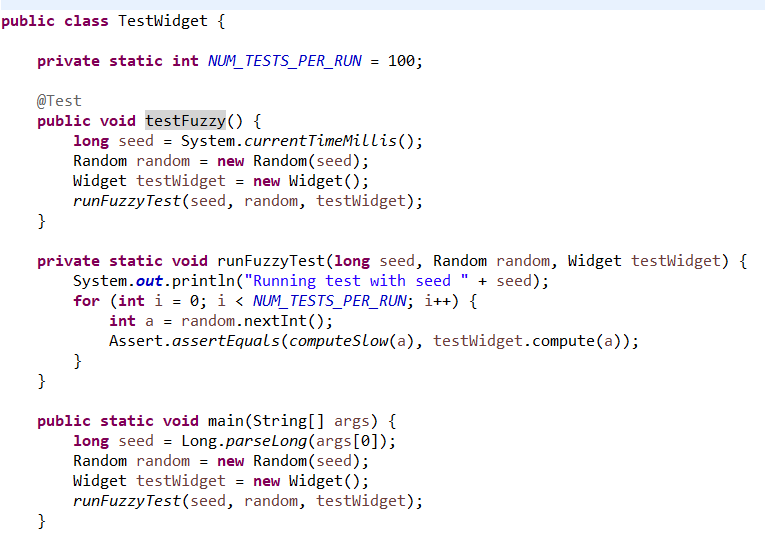 public class TestWidget {
private static int NUM_TESTS_PER_RUN = 100;
@Test
public void testFuzzy() {
long seed = System.currentTimeMillis();
Random random = new Random(seed);
Widget testWidget = new Widget();
runFuzzyTest(seed, random, testWidget);
}
private static void runFuzzyTest(long seed, Random random, Widget testWidget) {
System.out.println("Running test with seed " + seed);
for (int i = 0; i < NUM_TESTS_PER_RUN; i++) {
int a = random.nextInt();
Assert.assertEquals(computeSlow(a), testWidget.compute(a));
}
}
public static void main(String[] args) {
long seed = Long.parseLong(args[0]);
Random random = new Random(seed);
Widget testWidget = new Widget();
runFuzzyTest(seed, random, testWidget);
}